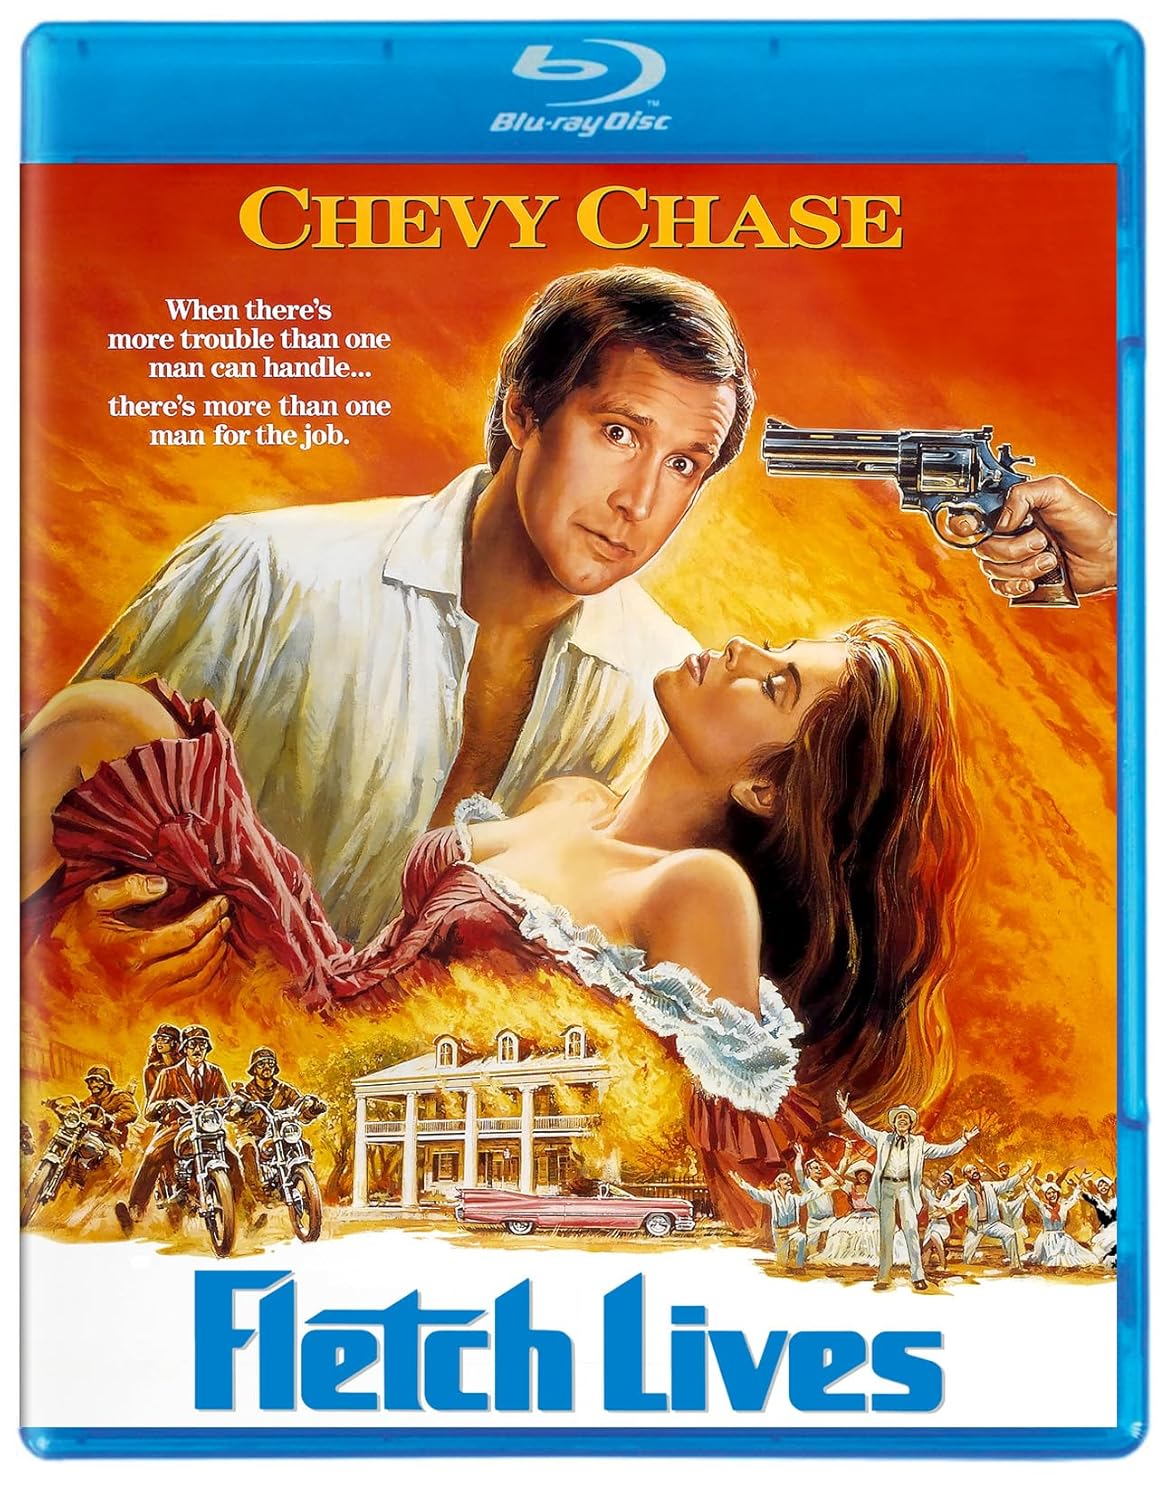 Blu-ray Disc™
CHEVY CHASE
When there's
more trouble than one
man can handle...
there's more than one
man for the job.
Fletch Lives